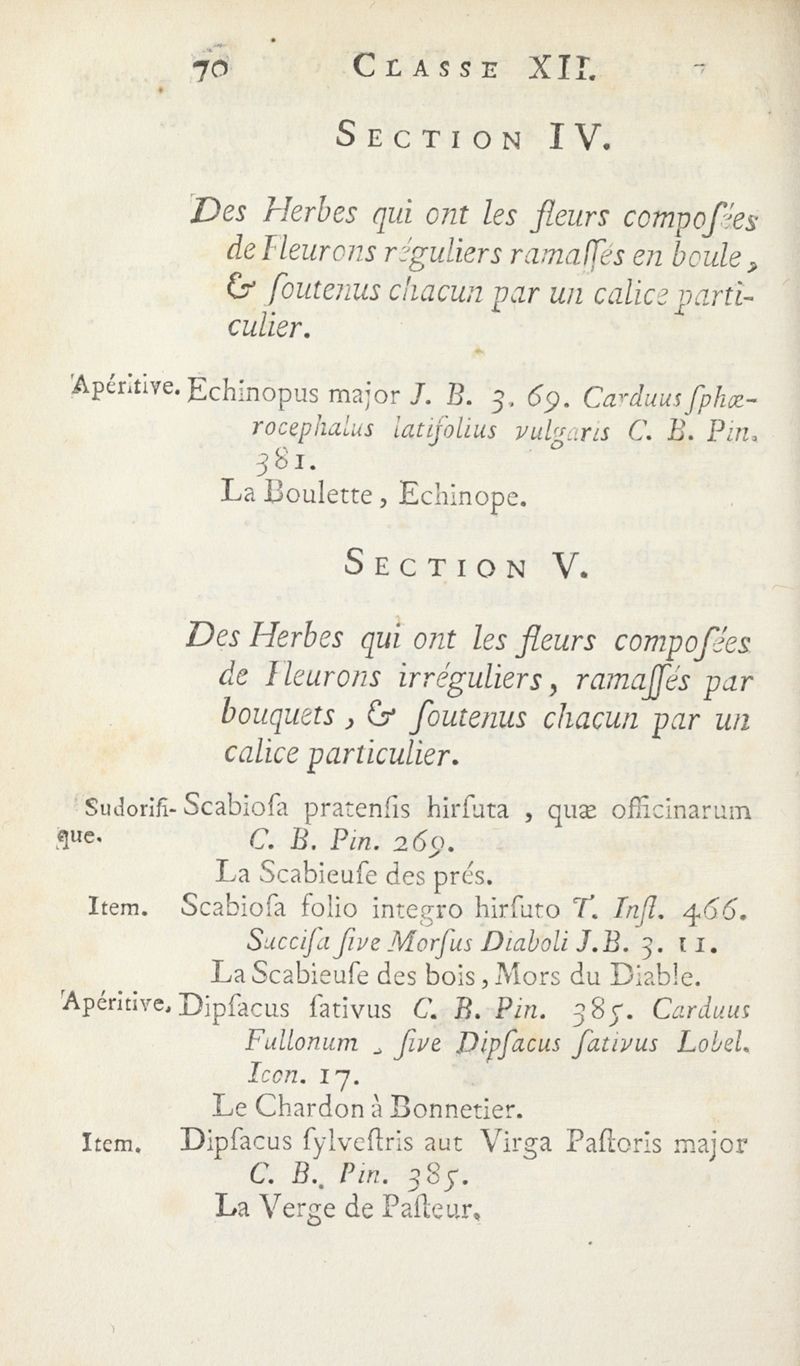 70 CLASSE XII.
SECTION IV.
Des Herbes qui ont les fleurs compoſées
de Fleurons réguliers ramaſſés en boule,
& ſoutenus chacun par un calice parti-
culier.
Apéritive. Echinopus major J. B. 3. 69. Carduus ſphæ-
rocephalus latifolius vulgaris C. B. Pin.
381.
La Boulette, Echinope.
SECTION V.
Des Herbes qui ont les fleurs compoſées
de Fleurons irréguliers, ramaſſés par
bouquets, & ſoutenus chacun par un
calice particulier.
Sudorifi- Scabioſa pratenſis hirſuta, quæ officinarum
que. C. B. Pin. 269.
La Scabieuſe des prés.
Item. Scabioſa folio integro hirſuto T. Inſt. 466.
Succiſa ſive Morſus Diaboli J. B. 3. 11.
La Scabieuſe des bois, Mors du Diable.
Apéritive. Dipſacus ſativus C. B. Pin. 385. Carduus
Fullonum, ſive Dipſacus ſativus Lobel.
Icon. 17.
Le Chardon à Bonnetier.
Item. Dipſacus ſylveſtris aut Virga Paſtoris major
C. B. Pin. 385.
La Verge de Paſteur.